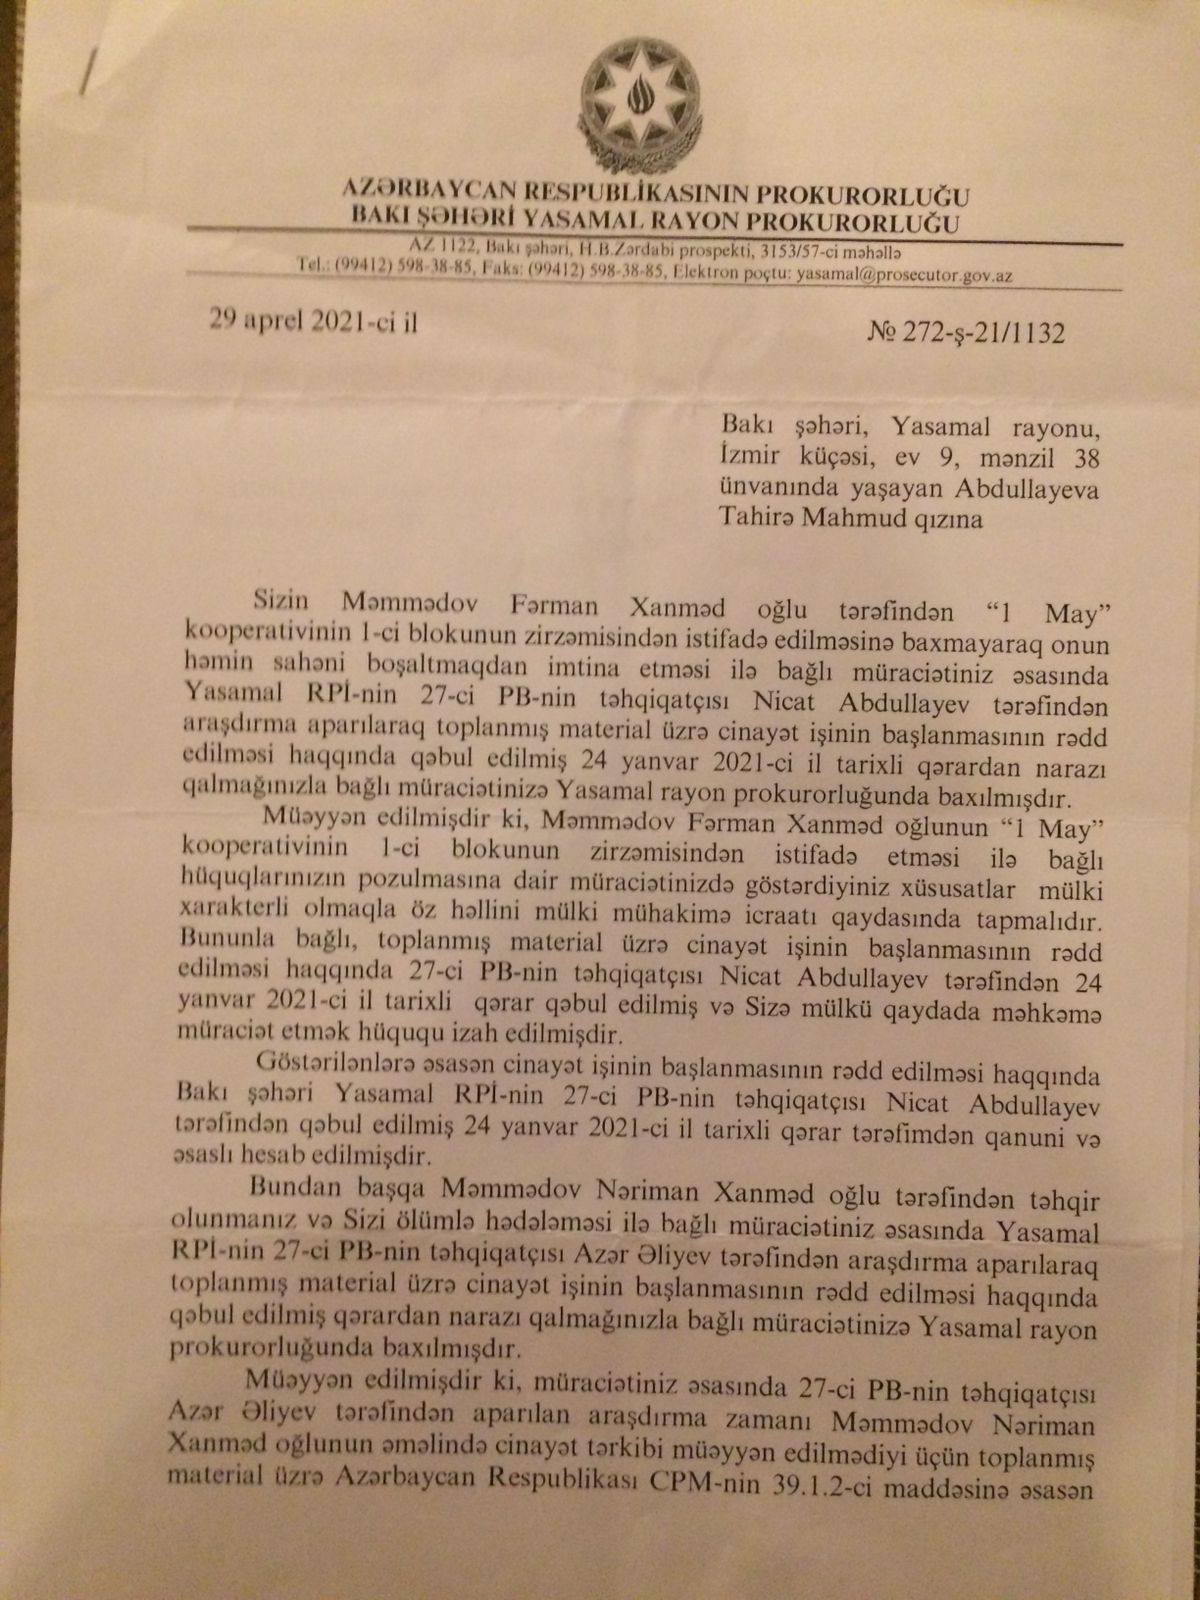 AZƏRBAYCAN RESPUBLİKASININ PROKURORLUĞU
BAKI ŞƏHƏRİ YASAMAL RAYON PROKURORLUĞU
AZ 1122, Bakı şəhəri, H.B.Zərdabi prospekti, 3153/57-ci məhəllə
Tel.: (99412) 598-38-85, Faks: (99412) 598-38-85, Elektron poçtu: yasamal@prosecutor.gov.az
29 aprel 2021-ci il
№ 272-ş-21/1132
Bakı şəhəri, Yasamal rayonu,
İzmir küçəsi, ev 9, mənzil 38
ünvanında yaşayan Abdullayeva
Tahirə Mahmud qızına
Sizin Məmmədov Fərman Xanməd oğlu tərəfindən “1 May”
kooperativinin 1-ci blokunun zirzəmisindən istifadə edilməsinə baxmayaraq onun
həmin sahəni boşaltmaqdan imtina etməsi ilə bağlı müraciətiniz əsasında
Yasamal RPİ-nin 27-ci PB-nin təhqiqatçısı Nicat Abdullayev tərəfindən
araşdırma aparılaraq toplanmış material üzrə cinayət işinin başlanmasının rədd
edilməsi haqqında qəbul edilmiş 24 yanvar 2021-ci il tarixli qərardan narazı
qalmağınızla bağlı müraciətinizə Yasamal rayon prokurorluğunda baxılmışdır.
Müəyyən edilmişdir ki, Məmmədov Fərman Xanməd oğlunun “1 May”
kooperativinin 1-ci blokunun zirzəmisindən istifadə etməsi ilə bağlı
hüquqlarınızın pozulmasına dair müraciətinizdə göstərdiyiniz xüsusatlar mülki
xarakterli olmaqla öz həllini mülki mühakimə icraatı qaydasında tapmalıdır.
Bununla bağlı, toplanmış material üzrə cinayət işinin başlanmasının rədd
edilməsi haqqında 27-ci PB-nin təhqiqatçısı Nicat Abdullayev tərəfindən 24
yanvar 2021-ci il tarixli qərar qəbul edilmiş və Sizə mülkü qaydada məhkəmə
müraciət etmək hüququ izah edilmişdir.
Göstərilənlərə əsasən cinayət işinin başlanmasının rədd edilməsi haqqında
Bakı şəhəri Yasamal RPİ-nin 27-ci PB-nin təhqiqatçısı Nicat Abdullayev
tərəfindən qəbul edilmiş 24 yanvar 2021-ci il tarixli qərar tərəfimdən qanuni və
əsaslı hesab edilmişdir.
Bundan başqa Məmmədov Nəriman Xanməd oğlu tərəfindən təhqir
olunmanız və Sizi ölümlə hədələməsi ilə bağlı müraciətiniz əsasında Yasamal
RPİ-nin 27-ci PB-nin təhqiqatçısı Azər Əliyev tərəfindən araşdırma aparılaraq
toplanmış material üzrə cinayət işinin başlanmasının rədd edilməsi haqqında
qəbul edilmiş qərardan narazı qalmağınızla bağlı müraciətinizə Yasamal rayon
prokurorluğunda baxılmışdır.
Müəyyən edilmişdir ki, müraciətiniz əsasında 27-ci PB-nin təhqiqatçısı
Azər Əliyev tərəfindən aparılan araşdırma zamanı Məmmədov Nəriman
Xanməd oğlunun əməlində cinayət tərkibi müəyyən edilmədiyi üçün toplanmış
material üzrə Azərbaycan Respublikası CPM-nin 39.1.2-ci maddəsinə əsasən